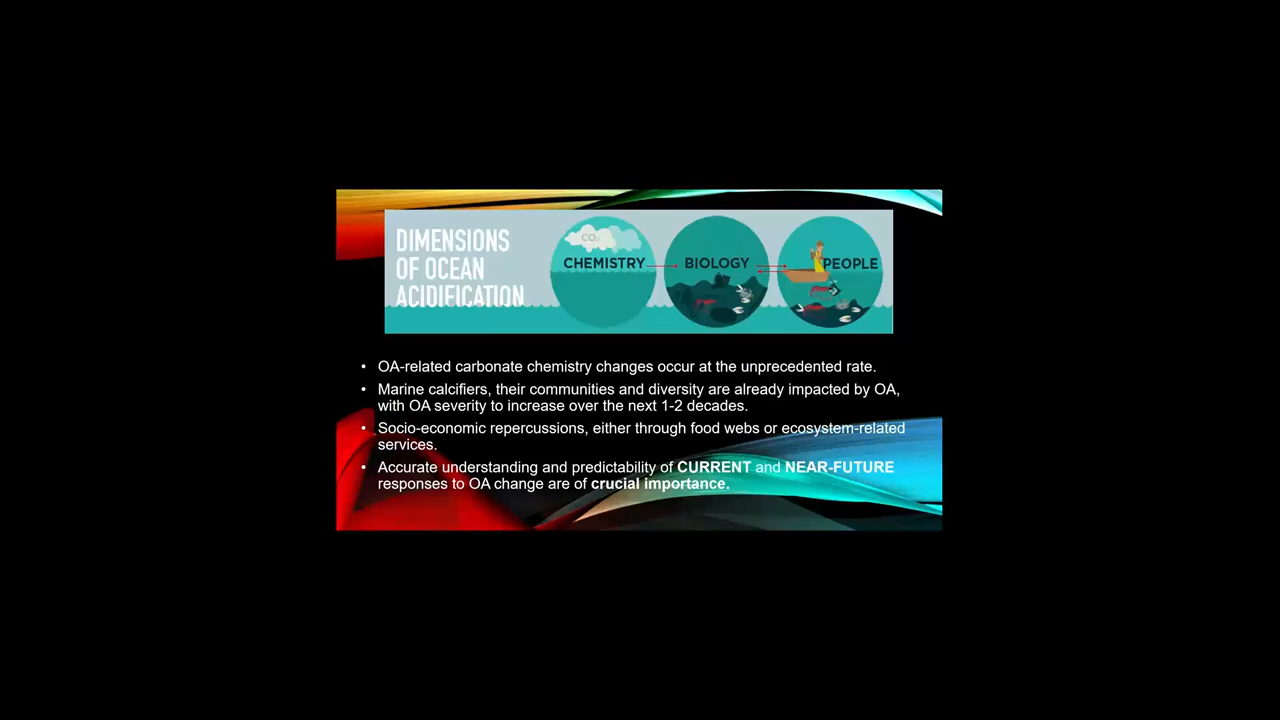 DIMENSIONS
OF OCEAN
ACIDIFICATION
CO₂
CHEMISTRY
BIOLOGY
PEOPLE
• OA-related carbonate chemistry changes occur at the unprecedented rate.
• Marine calcifiers, their communities and diversity are already impacted by OA,
with OA severity to increase over the next 1-2 decades.
• Socio-economic repercussions, either through food webs or ecosystem-related
services.
• Accurate understanding and predictability of CURRENT and NEAR-FUTURE
responses to OA change are of crucial importance.